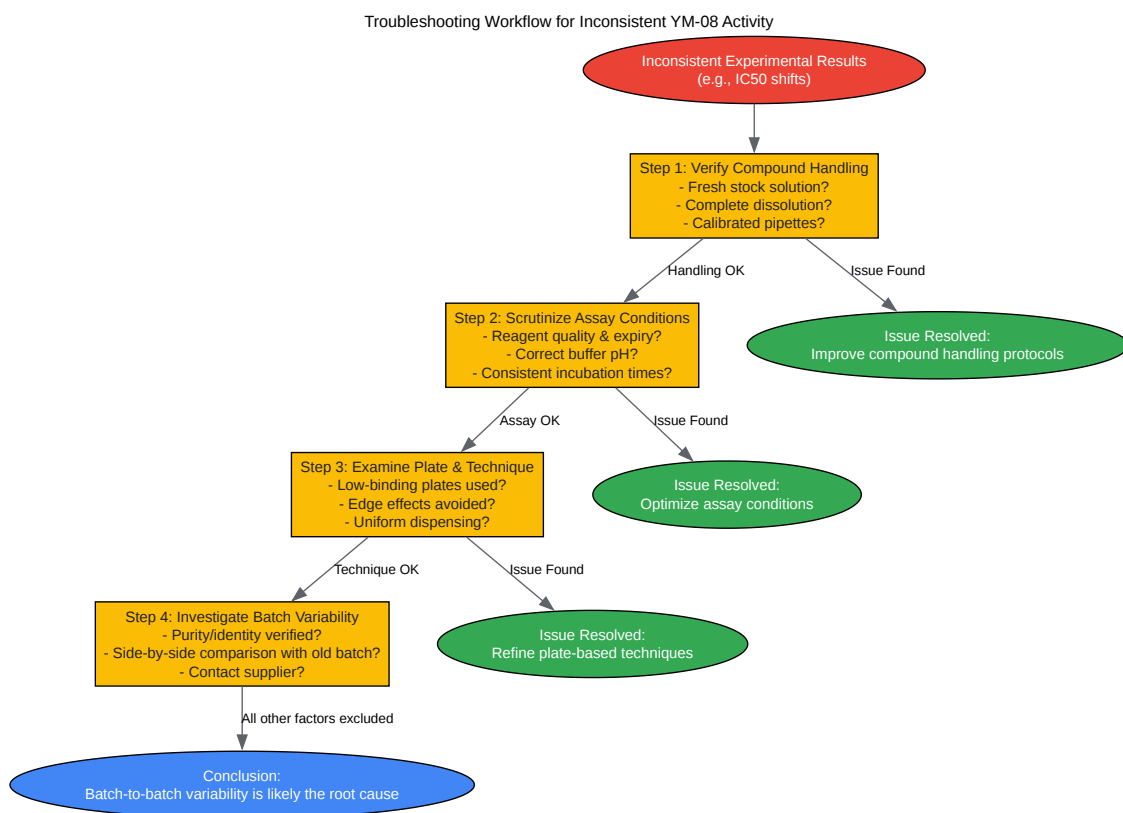 Troubleshooting Workflow for Inconsistent YM-08 Activity
Inconsistent Experimental Results
(e.g., IC50 shifts)
Step 1: Verify Compound Handling
- Fresh stock solution?
- Complete dissolution?
- Calibrated pipettes?
Handling OK
Issue Found
Step 2: Scrutinize Assay Conditions
- Reagent quality & expiry?
- Correct buffer pH?
- Consistent incubation times?
Issue Resolved:
Improve compound handling protocols
Assay OK
Issue Found
Step 3: Examine Plate & Technique
- Low-binding plates used?
- Edge effects avoided?
- Uniform dispensing?
Issue Resolved:
Optimize assay conditions
Technique OK
Issue Found
Step 4: Investigate Batch Variability
- Purity/identity verified?
- Side-by-side comparison with old batch?
- Contact supplier?
Issue Resolved:
Refine plate-based techniques
All other factors excluded
Conclusion:
Batch-to-batch variability is likely the root cause